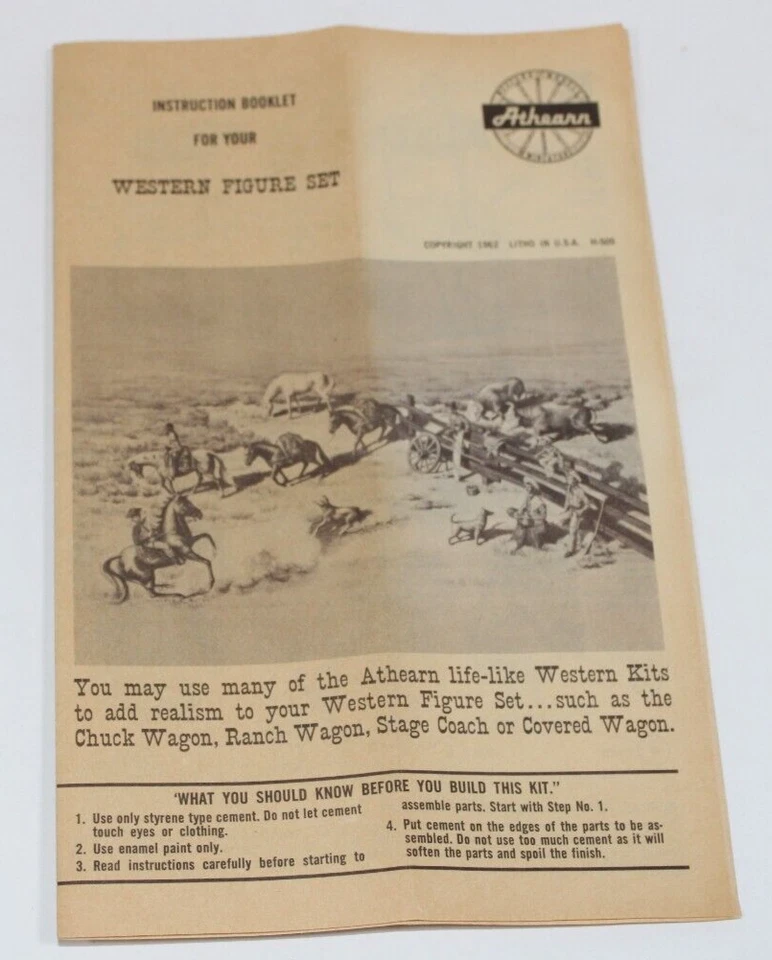 INSTRUCTION BOOKLET
FOR YOUR
WESTERN FIGURE SET
Athearn
COPYRIGHT 1962 LITHO IN U.S.A.
You may use many of the Athearn life-like Western Kits
to add realism to your Western Figure Set...such as the
Chuck Wagon, Ranch Wagon, Stage Coach or Covered Wagon.
'WHAT YOU SHOULD KNOW BEFORE YOU BUILD THIS KIT."
1. Use only styrene type cement. Do not let cement
touch eyes or clothing.
2. Use enamel paint only.
3. Read instructions carefully before starting to
assemble parts. Start with Step No. 1.
4. Put cement on the edges of the parts to be as-
sembled. Do not use too much cement as it will
soften the parts and spoil the finish.